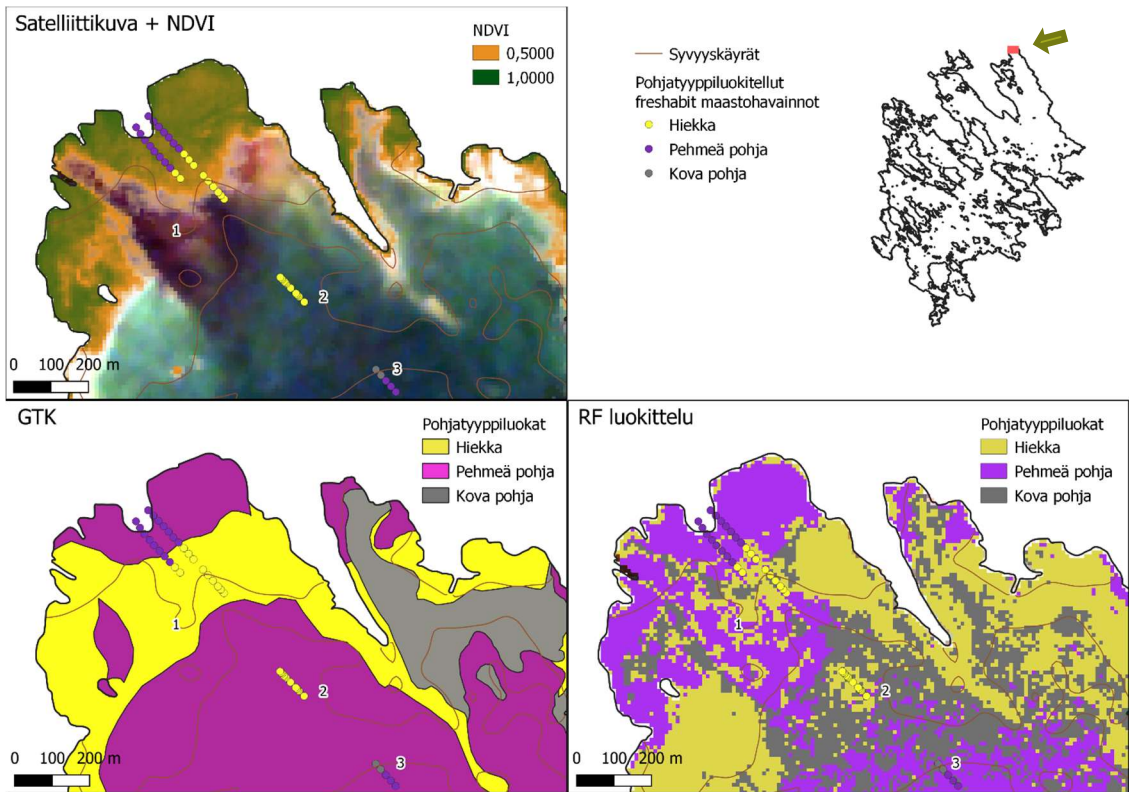 Satelliittikuva + NDVI
NDVI
0,5000
1,0000
1
2
3
0 100 200 m
Syvyyskäyrät
Pohjatyyppiluokitellut
freshabit maastohavainnot
Hiekka
Pehmeä pohja
Kova pohja
GTK
Pohjatyyppiluokat
Hiekka
Pehmeä pohja
Kova pohja
1
2
3
0 100 200 m
RF luokittelu
Pohjatyyppiluokat
Hiekka
Pehmeä pohja
Kova pohja
1
2
3
0 100 200 m